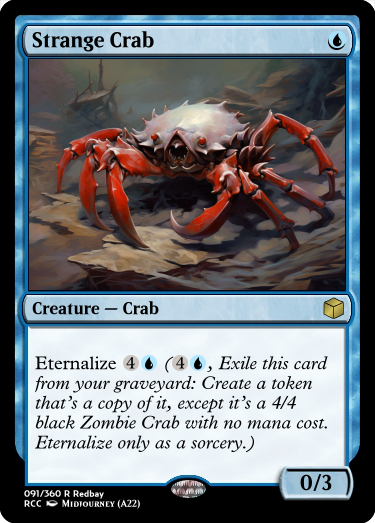 Strange Crab
Creature — Crab
Eternalize 4 (4, Exile this card
from your graveyard: Create a token
that's a copy of it, except it's a 4/4
black Zombie Crab with no mana cost.
Eternalize only as a sorcery.)
0/3
091/360 R Redbay
RCC Midjourney (A22)